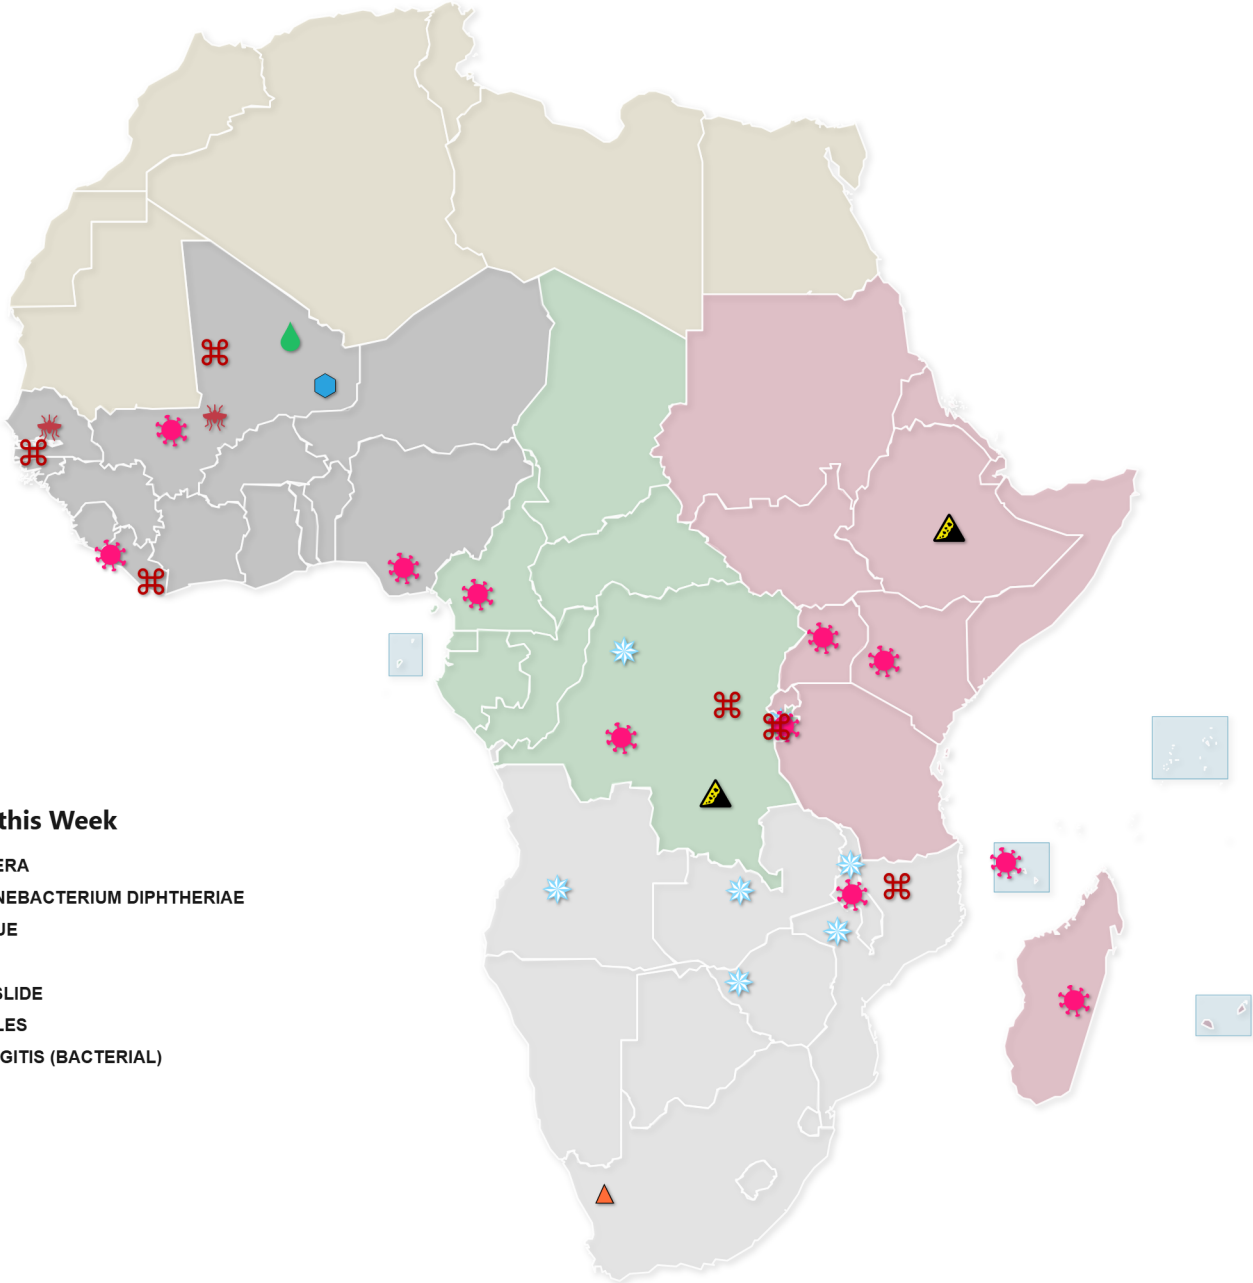 this Week
ERA
NEBACTERIUM DIPHTHERIAE
UE
SLIDE
LES
GITIS (BACTERIAL)